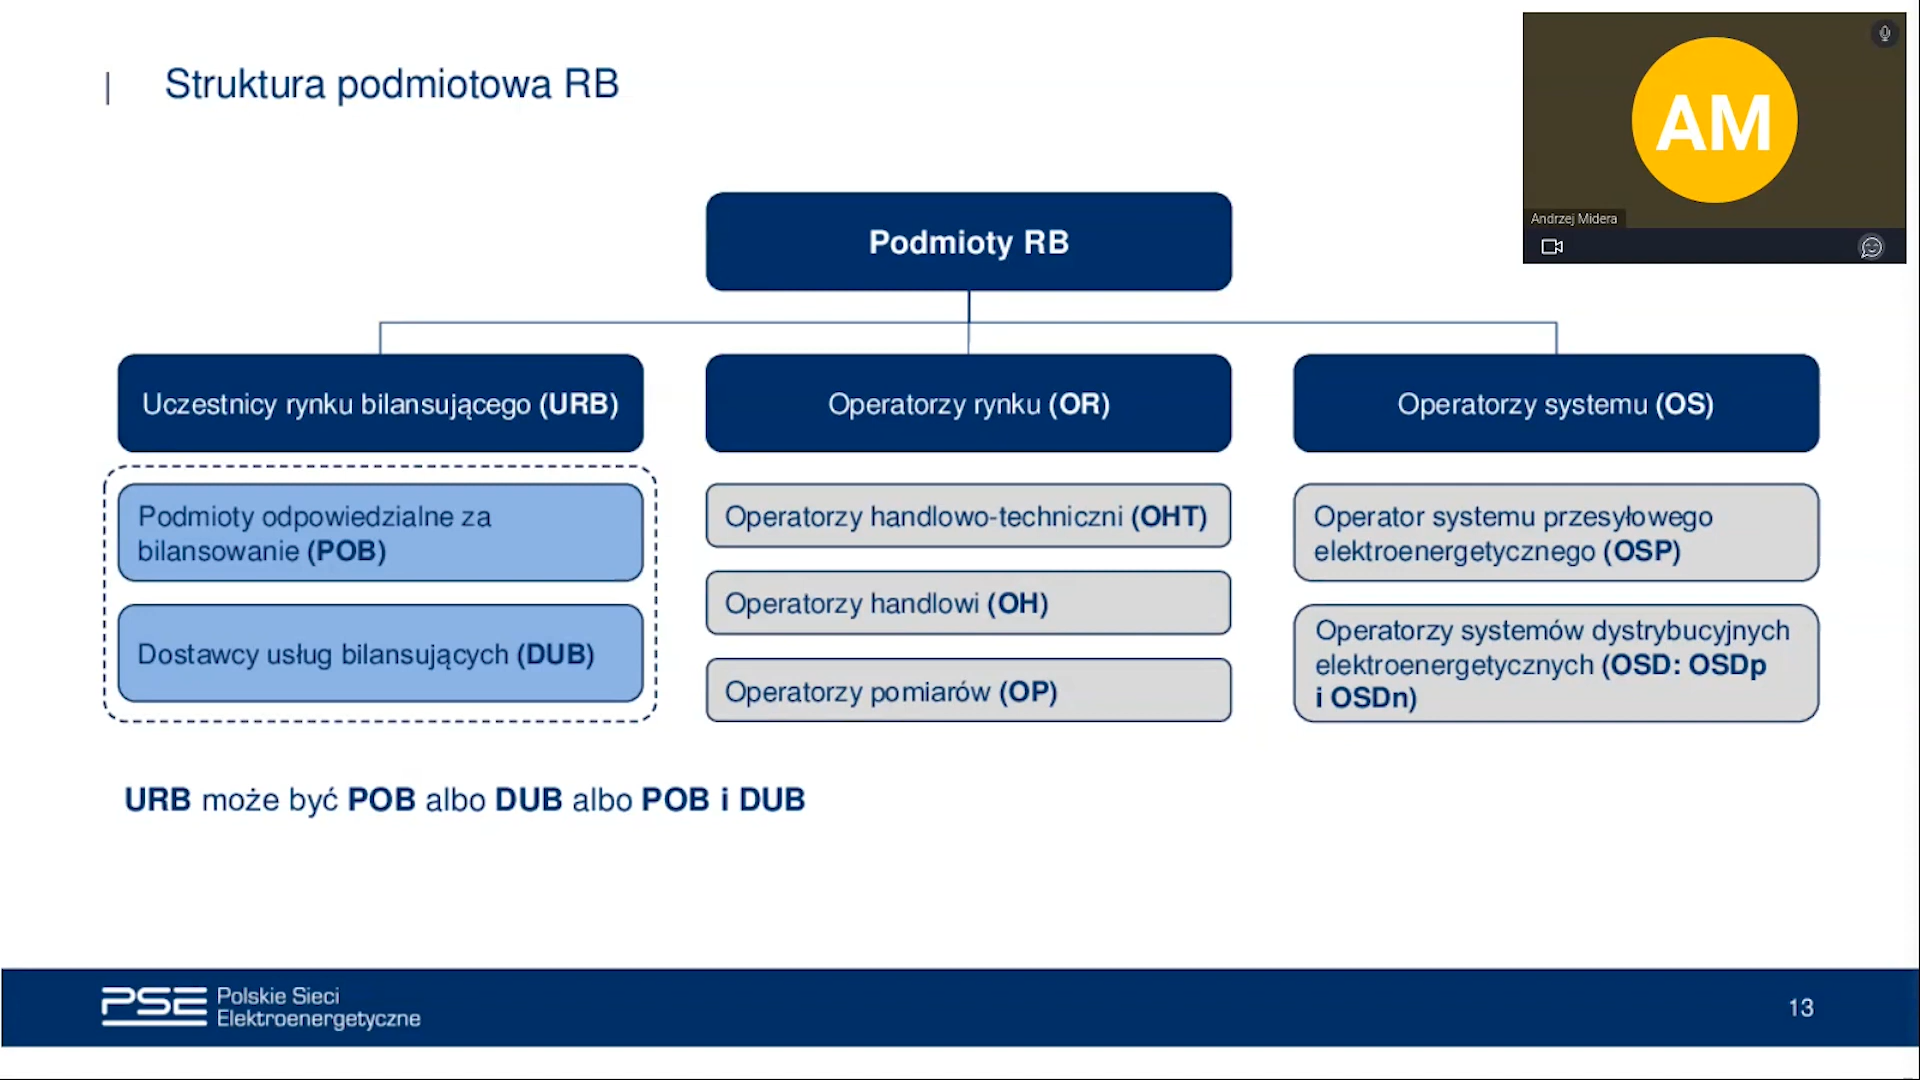 Struktura podmiotowa RB
AM
Andrzej Midera
Podmioty RB
Uczestnicy rynku bilansującego (URB)
Operatorzy rynku (OR)
Operatorzy systemu (OS)
Podmioty odpowiedzialne za
bilansowanie (POB)
Dostawcy usług bilansujących (DUB)
Operatorzy handlowo-techniczni (OHT)
Operatorzy handlowi (OH)
Operatorzy pomiarów (OP)
Operator systemu przesyłowego
elektroenergetycznego (OSP)
Operatorzy systemów dystrybucyjnych
elektroenergetycznych (OSD: OSDp
i OSDn)
URB może być POB albo DUB albo POB i DUB
PSE Polskie Sieci
Elektroenergetyczne
13